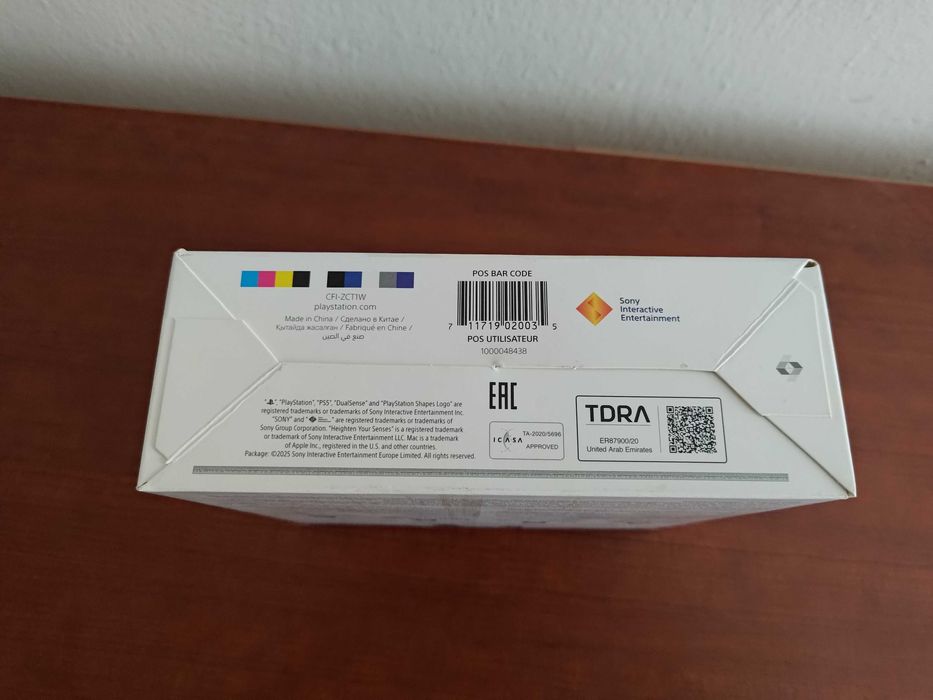 CFI-ZCT1W
playstation.com
Made in China / Сделано в Китае /
Қытайда жасалған / Fabriqué en Chine /
صنع في الصين
POS BAR CODE
7 11719 02003 5
POS UTILISATEUR
1000048438
Sony
Interactive
Entertainment
"PlayStation", "PS5", "DualSense" and "PlayStation Shapes Logo" are
registered trademarks or trademarks of Sony Interactive Entertainment Inc.
"SONY" and " " are registered trademarks or trademarks of
Sony Group Corporation. "Heighten Your Senses" is a registered trademark
or trademark of Sony Interactive Entertainment LLC. Mac is a trademark
of Apple Inc., registered in the U.S. and other countries.
Package: ©2025 Sony Interactive Entertainment Europe Limited. All rights reserved.
EAC
ICASA
TA-2020/5696
APPROVED
TDRA
ER87900/20
United Arab Emirates